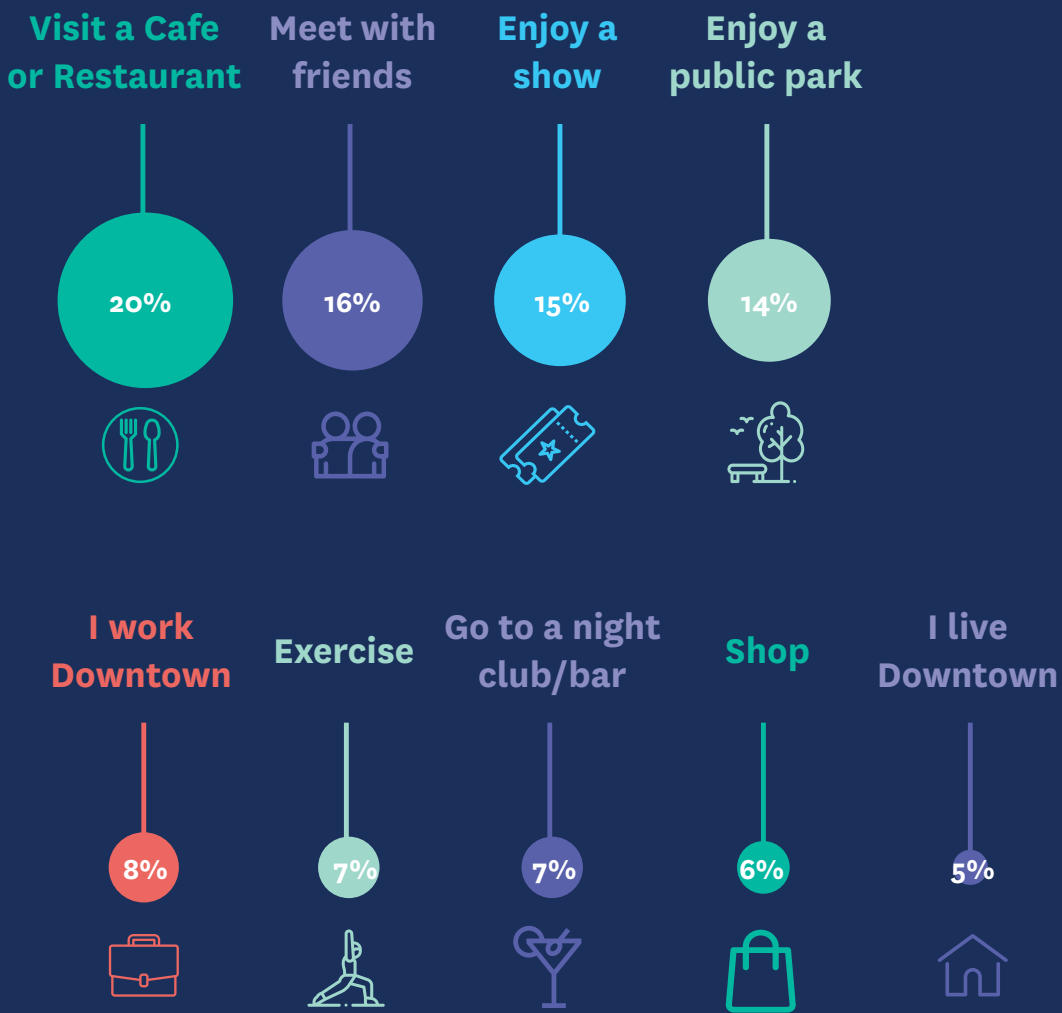 Visit a Cafe
or Restaurant
Meet with
friends
Enjoy a
show
Enjoy a
public park
20%
16%
15%
14%
I work
Downtown
Exercise
Go to a night
club/bar
Shop
I live
Downtown
8%
7%
7%
6%
5%